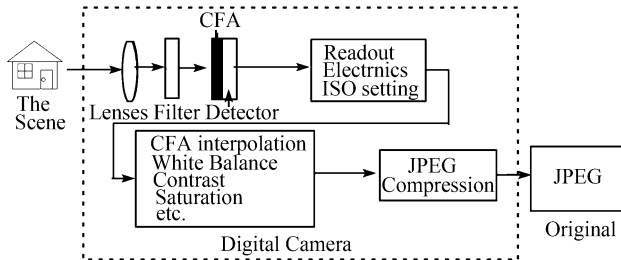 CFA
The
Scene
Lenses Filter Detector
Readout
Electrnics
ISO setting
CFA interpolation
White Balance
Contrast
Saturation
etc.
JPEG
Compression
JPEG
Original
Digital Camera